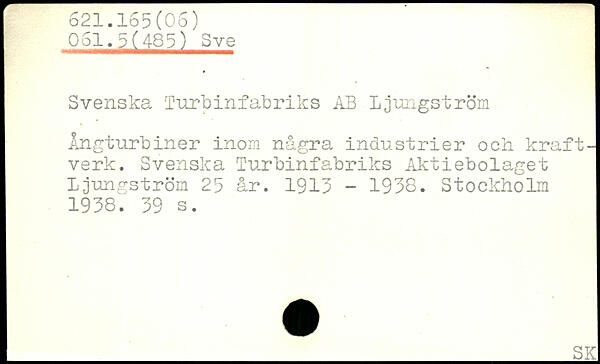 621.165(06)
061.5(485) Sve
Svenska Turbinfabriks AB Ljungström
Ångturbiner inom några industrier och kraft-
verk. Svenska Turbinfabriks Aktiebolaget
Ljungström 25 år. 1913 - 1938. Stockholm
1938. 39 s.
SK